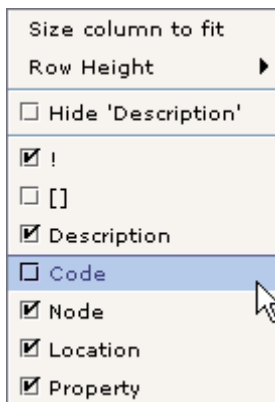 Size column to fit
Row Height
Hide 'Description'
!
[]
Description
Code
Node
Location
Property